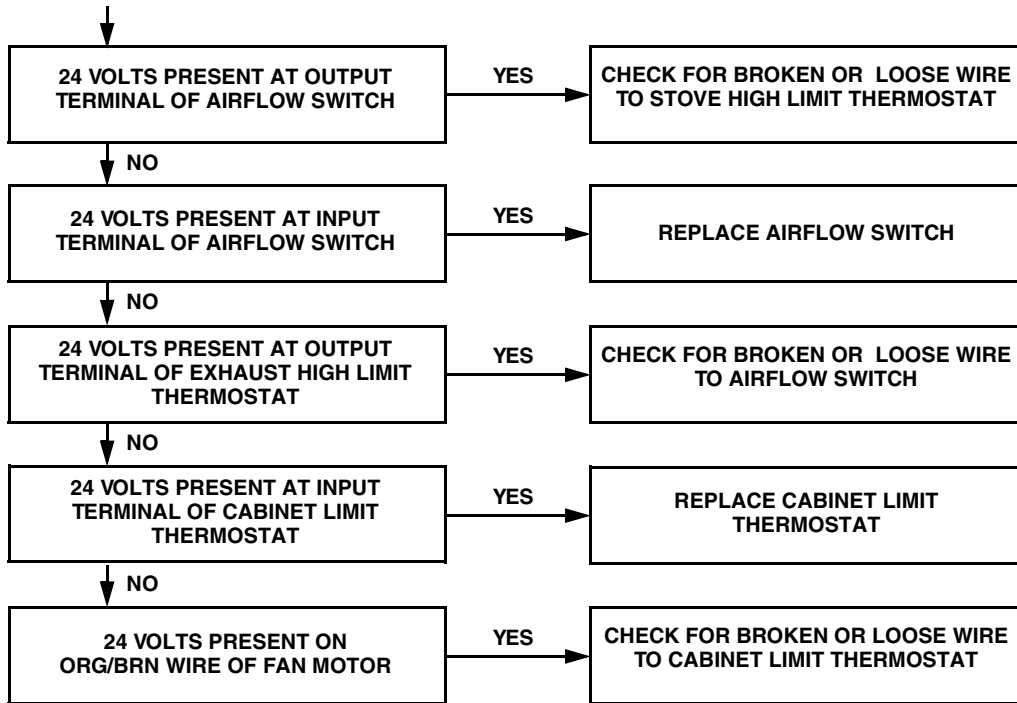 24 VOLTS PRESENT AT OUTPUT
TERMINAL OF AIRFLOW SWITCH
YES
CHECK FOR BROKEN OR LOOSE WIRE
TO STOVE HIGH LIMIT THERMOSTAT
NO
24 VOLTS PRESENT AT INPUT
TERMINAL OF AIRFLOW SWITCH
YES
REPLACE AIRFLOW SWITCH
NO
24 VOLTS PRESENT AT OUTPUT
TERMINAL OF EXHAUST HIGH LIMIT
THERMOSTAT
YES
CHECK FOR BROKEN OR LOOSE WIRE
TO AIRFLOW SWITCH
NO
24 VOLTS PRESENT AT INPUT
TERMINAL OF CABINET LIMIT
THERMOSTAT
YES
REPLACE CABINET LIMIT
THERMOSTAT
NO
24 VOLTS PRESENT ON
ORG/BRN WIRE OF FAN MOTOR
YES
CHECK FOR BROKEN OR LOOSE WIRE
TO CABINET LIMIT THERMOSTAT